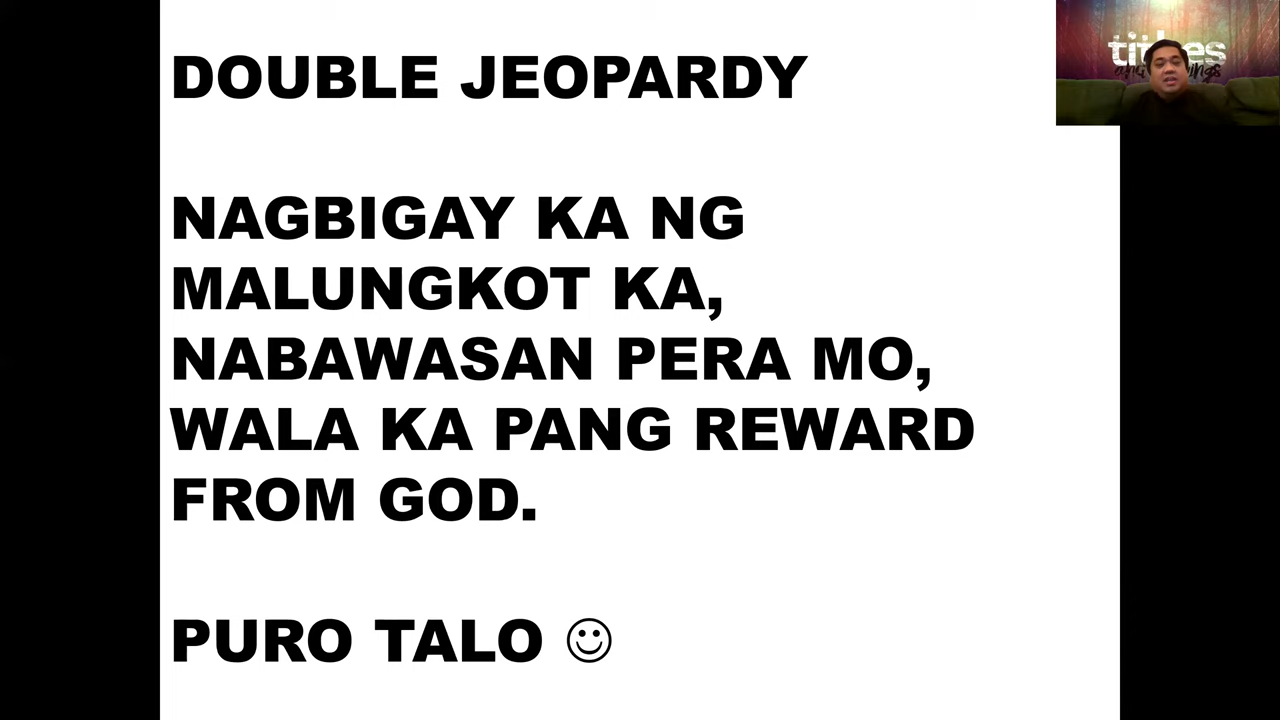 DOUBLE JEOPARDY
NAGBIGAY KA NG
MALUNGKOT KA,
NABAWASAN PERA MO,
WALA KA PANG REWARD
FROM GOD.
PURO TALO ☺